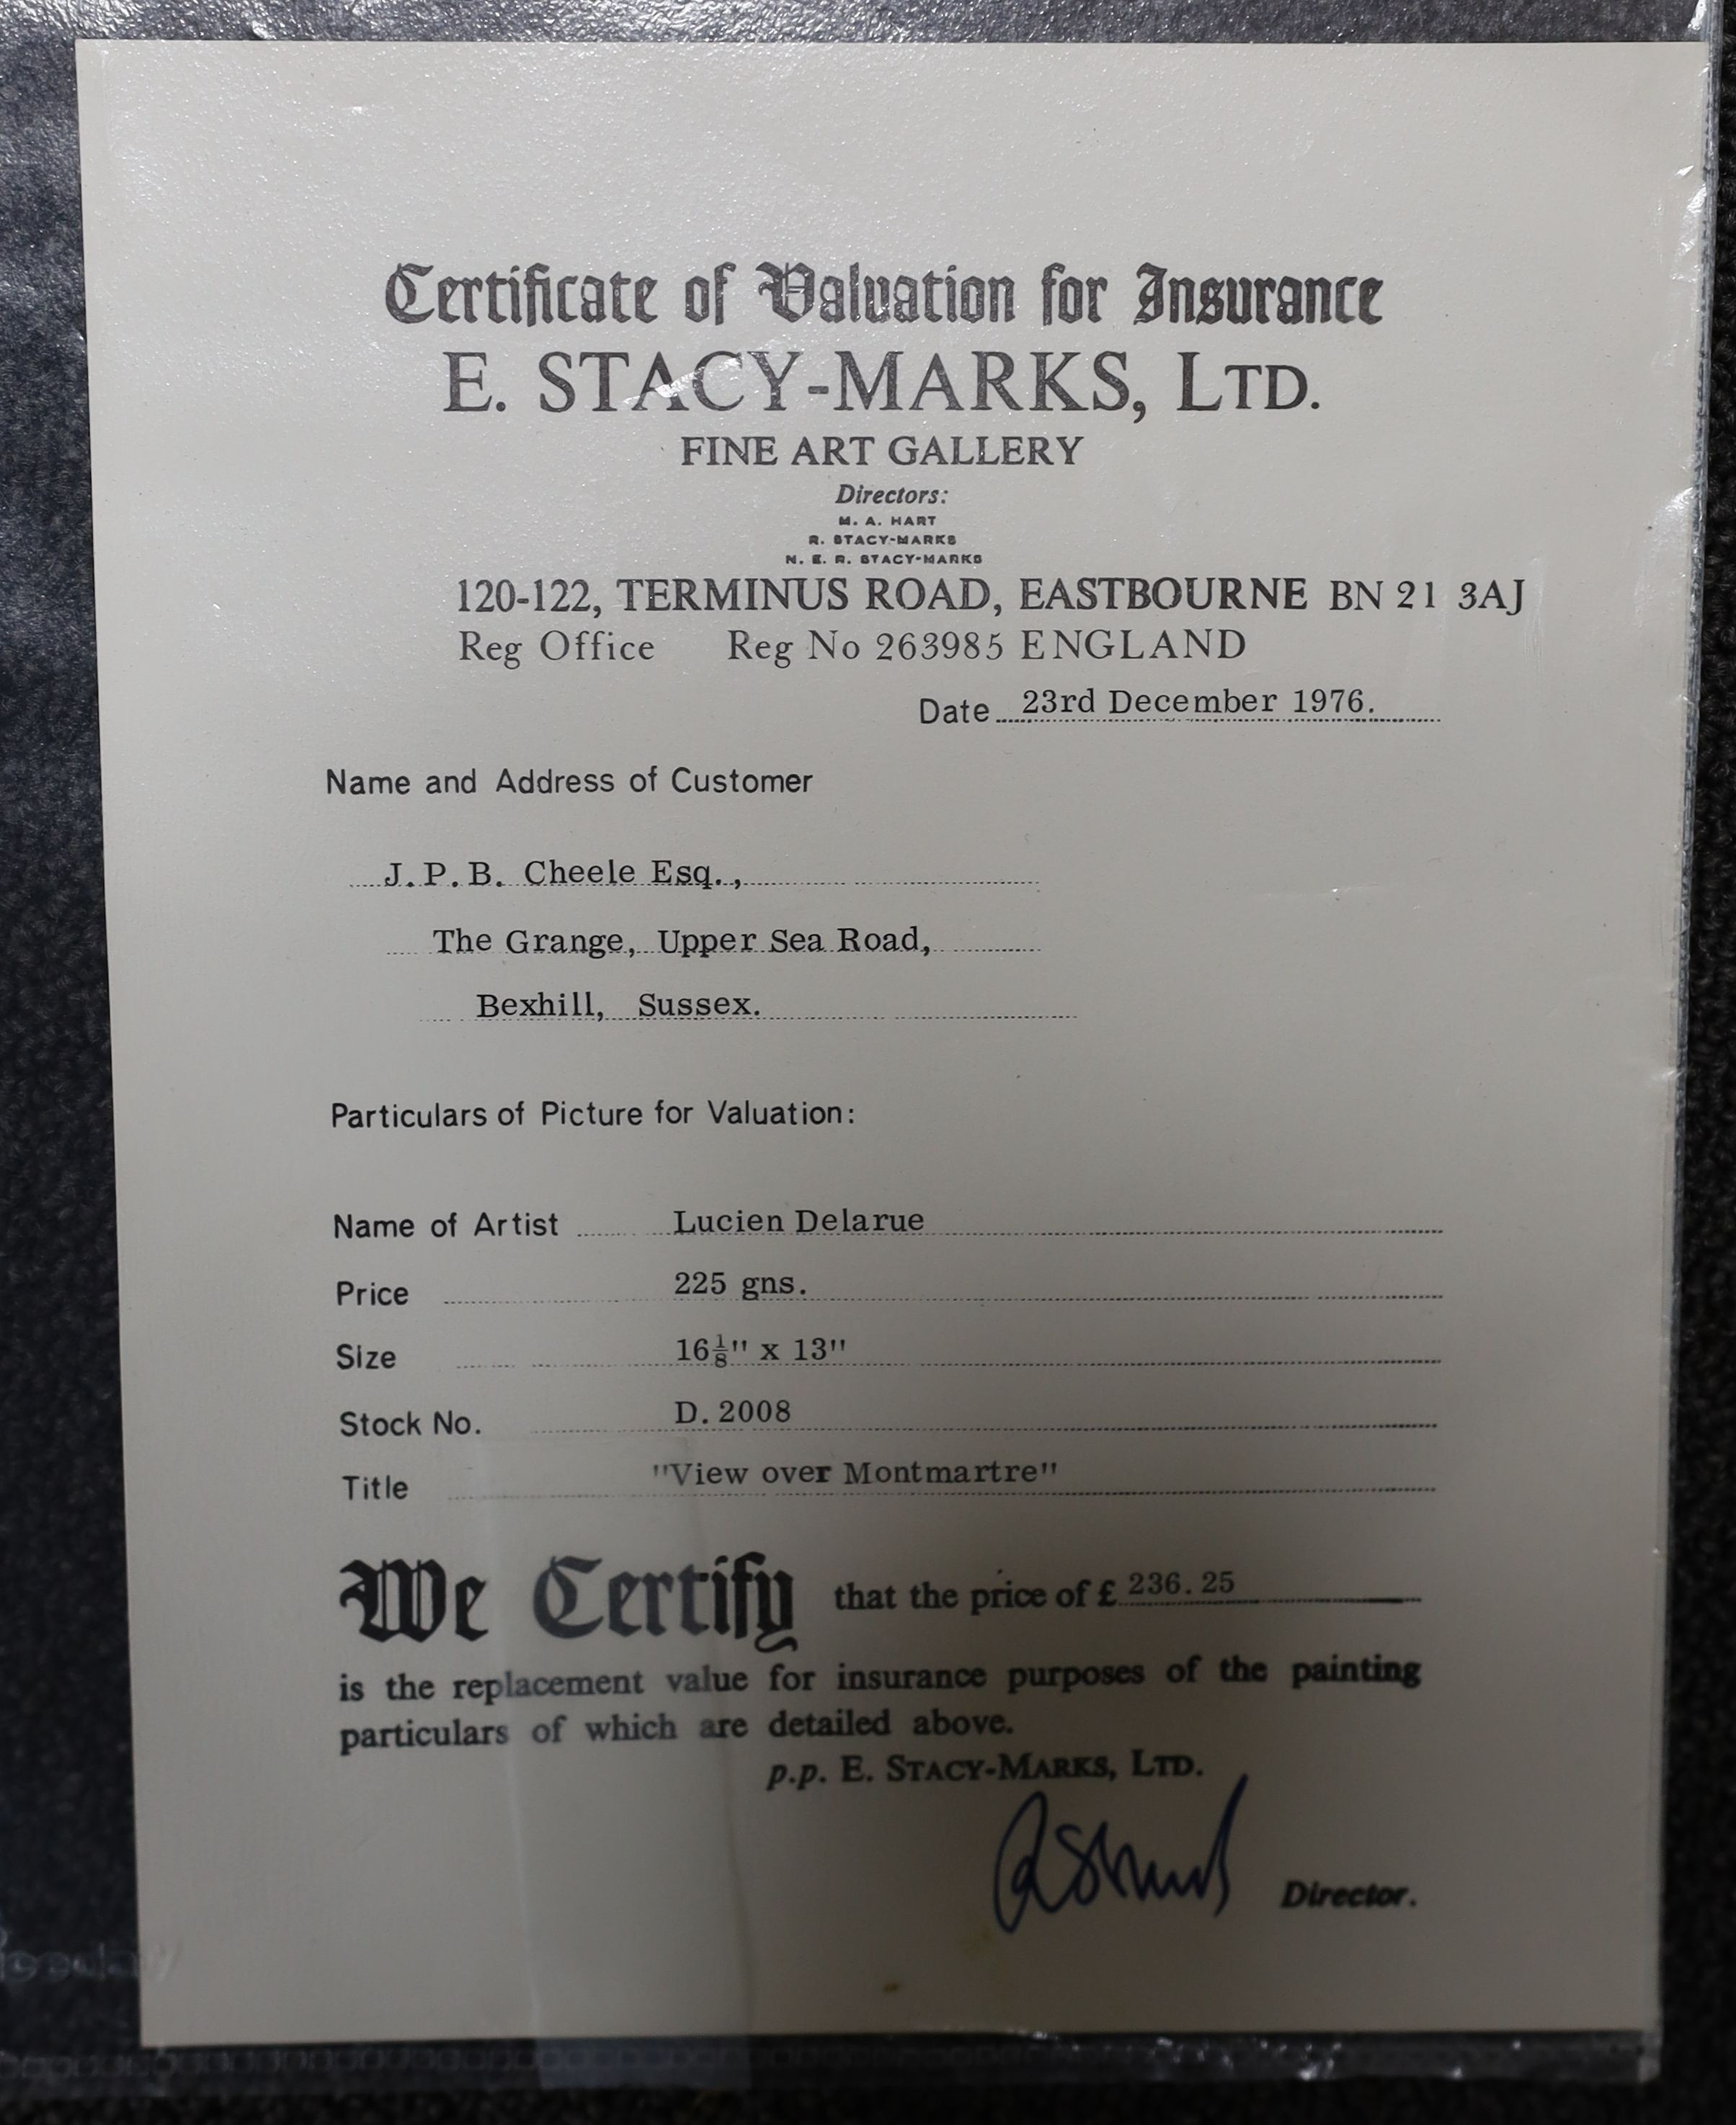 Certificate of Valuation for Insurance
E. STACY-MARKS, LTD.
FINE ART GALLERY
Directors:
M. A. HART
R. STACY-MARKS
N. E. R. STACY-MARKS
120-122, TERMINUS ROAD, EASTBOURNE BN 21 3AJ
Reg Office Reg No 263985 ENGLAND
Date 23rd December 1976.
Name and Address of Customer
J. P. B. Cheele Esq.,
The Grange, Upper Sea Road,
Bexhill, Sussex.
Particulars of Picture for Valuation:
Name of Artist Lucien Delarue
Price 225 gns.
Size 16⅛" x 13"
Stock No. D. 2008
Title "View over Montmartre"
We Certify that the price of £ 236.25
is the replacement value for insurance purposes of the painting
particulars of which are detailed above.
p.p. E. STACY-MARKS, LTD.
Director.